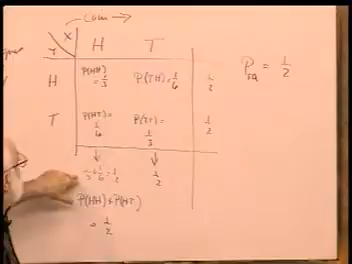 X Coin →
Y H T
H P(HH) = 1/3 P(TH) = 1/6 1/2
T P(HT) = 1/6 P(TT) = 1/3 1/2
1/3 + 1/6 = 1/2 1/2
P(HH) + P(HT)
= 1/2
= 1/2